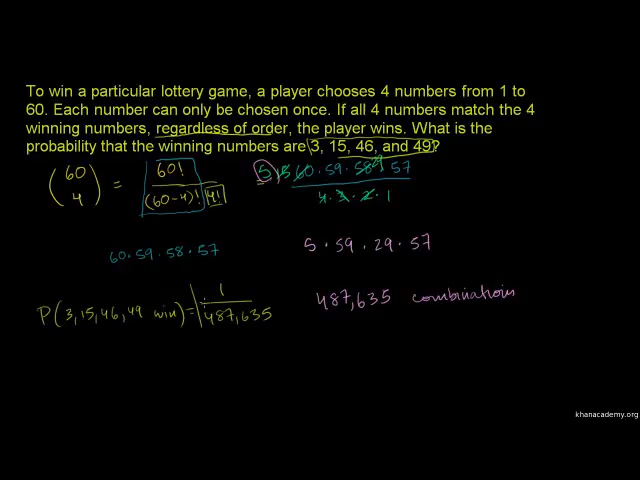 To win a particular lottery game, a player chooses 4 numbers from 1 to
60. Each number can only be chosen once. If all 4 numbers match the 4
winning numbers, regardless of order, the player wins. What is the
probability that the winning numbers are 3, 15, 46, and 49?
(60 4) = 60! / (60-4)! 4!
5 15 60 · 59 · 58 29 · 57 / 4 · 3 · 2 · 1
60 · 59 · 58 · 57
5 · 59 · 29 · 57
P(3,15,46,49 win) = 1 / 487,635
487,635 combinations
khanacademy.org